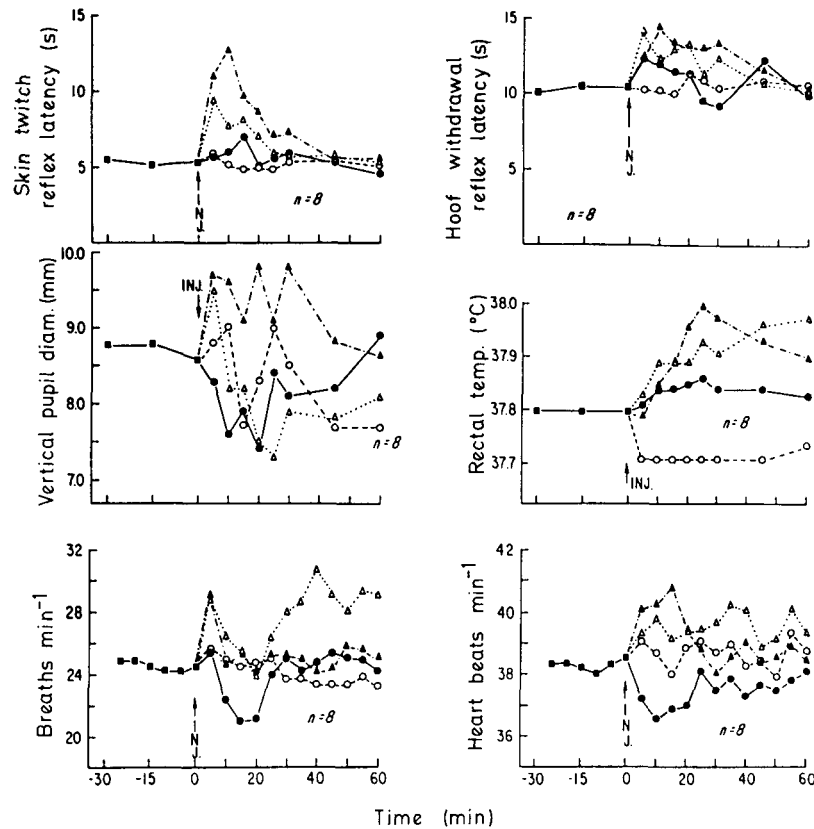 Skin twitch
reflex latency (s)
15
10
5
INJ.
n=8
Hoof withdrawal
reflex latency (s)
15
10
5
INJ.
n=8
Vertical pupil diam. (mm)
10.0
9.0
8.0
7.0
INJ.
n=8
Rectal temp. (°C)
38.0
37.9
37.8
37.7
INJ.
n=8
Breaths min⁻¹
32
28
24
20
18
INJ.
n=8
-30 -15 0 20 40 60
Heart beats min⁻¹
42
40
38
36
35
INJ.
n=8
-30 -15 0 20 40 60
Time (min)